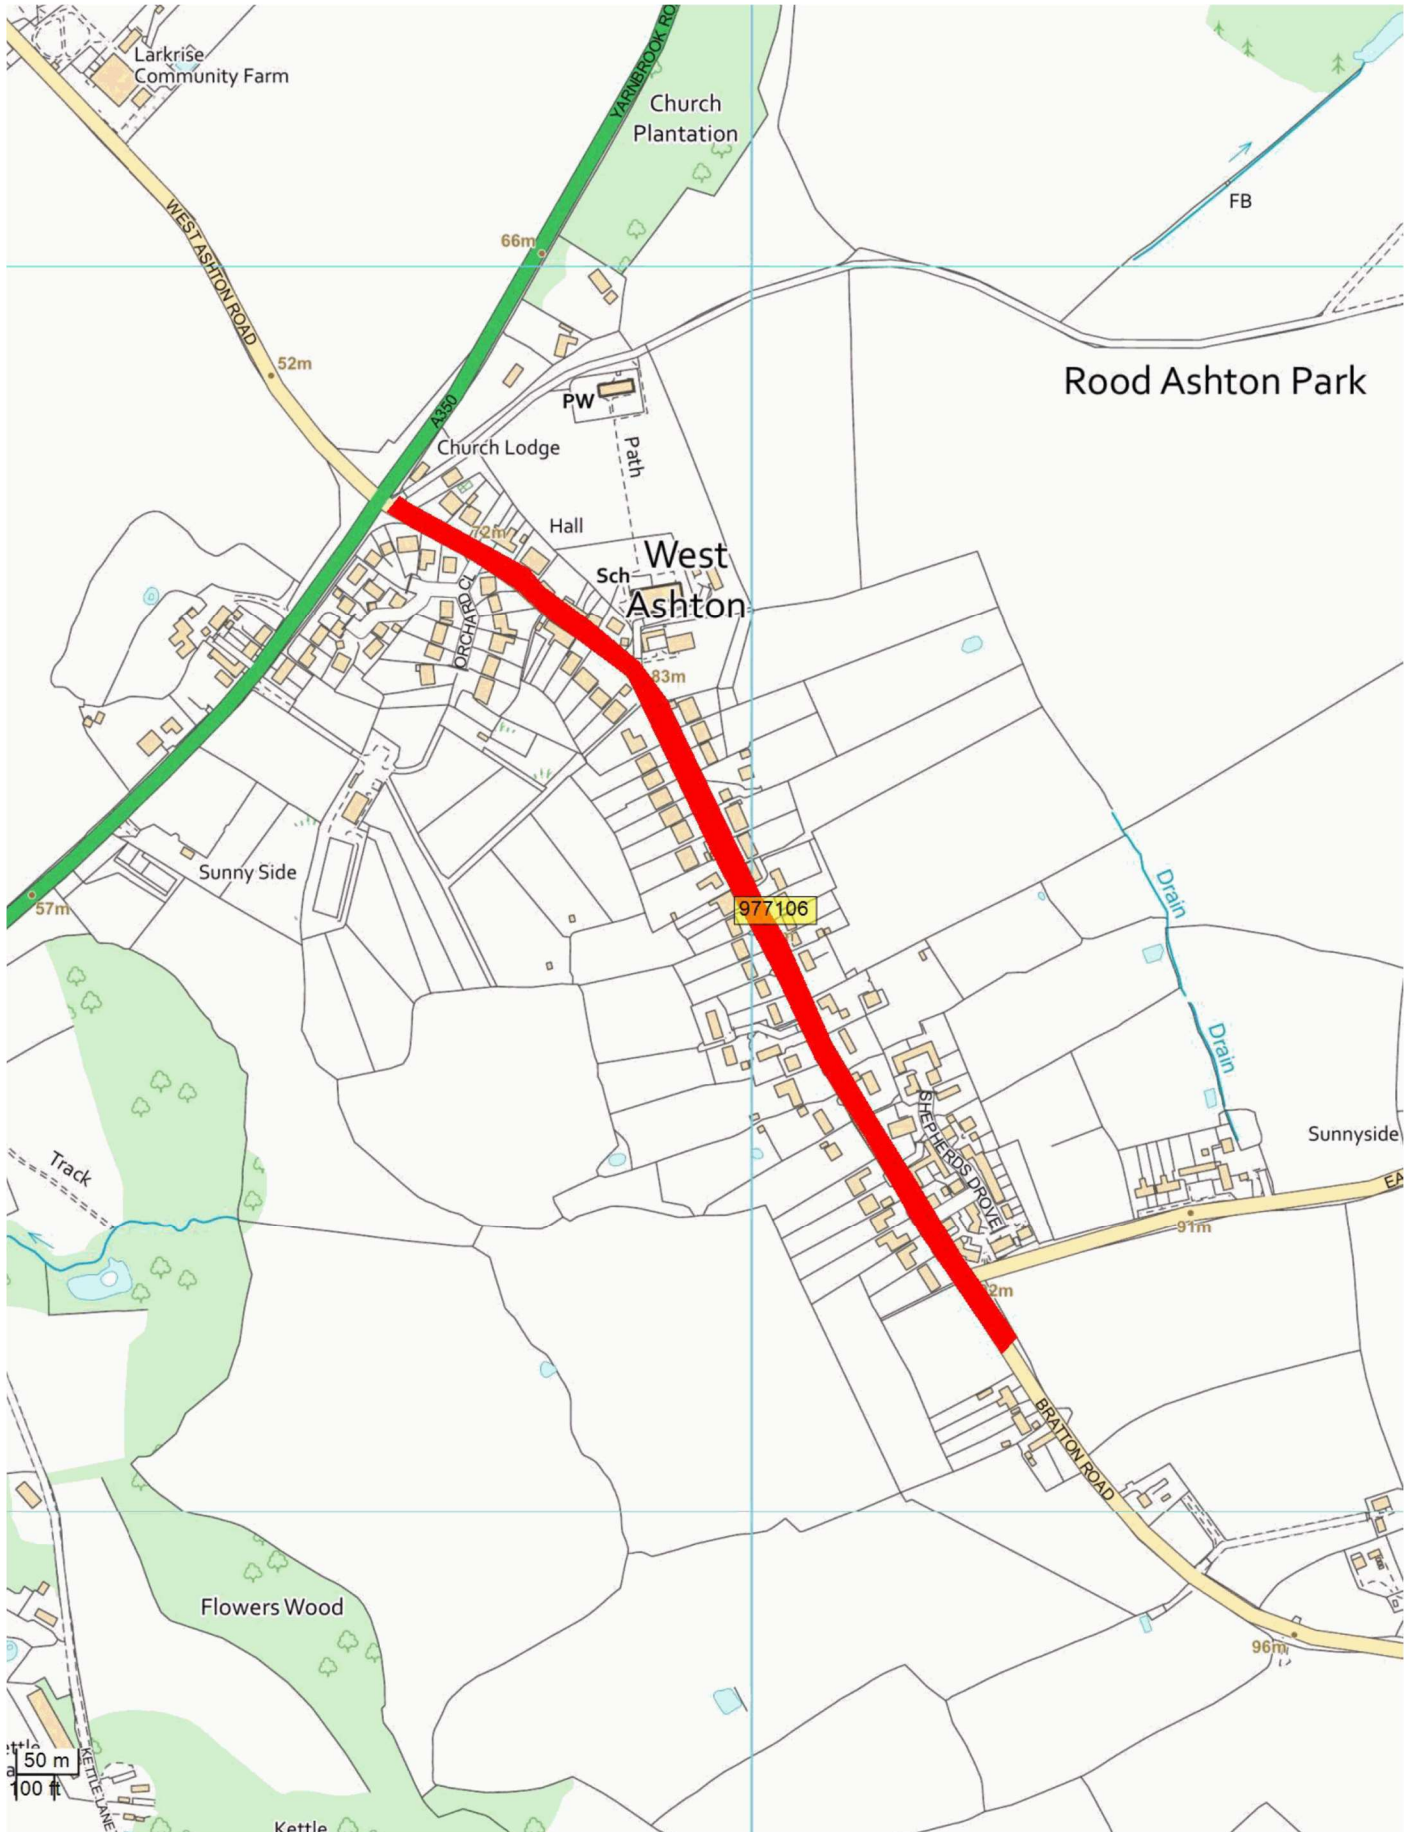 Larkrise
Community Farm
YARNBROOK RO
Church
Plantation
FB
WEST ASHTON ROAD
66m
52m
Rood Ashton Park
A350
PW
Church Lodge
Path
72m
Hall
West
Ashton
Sch
ORCHARD CL
83m
Sunny Side
57m
977106
Drain
Drain
SHEPHERDS DROVE
Sunnyside
EA
91m
Track
2m
BRATTON ROAD
Flowers Wood
96m
50 m
100 ft
KETTLE LANE
Kettle